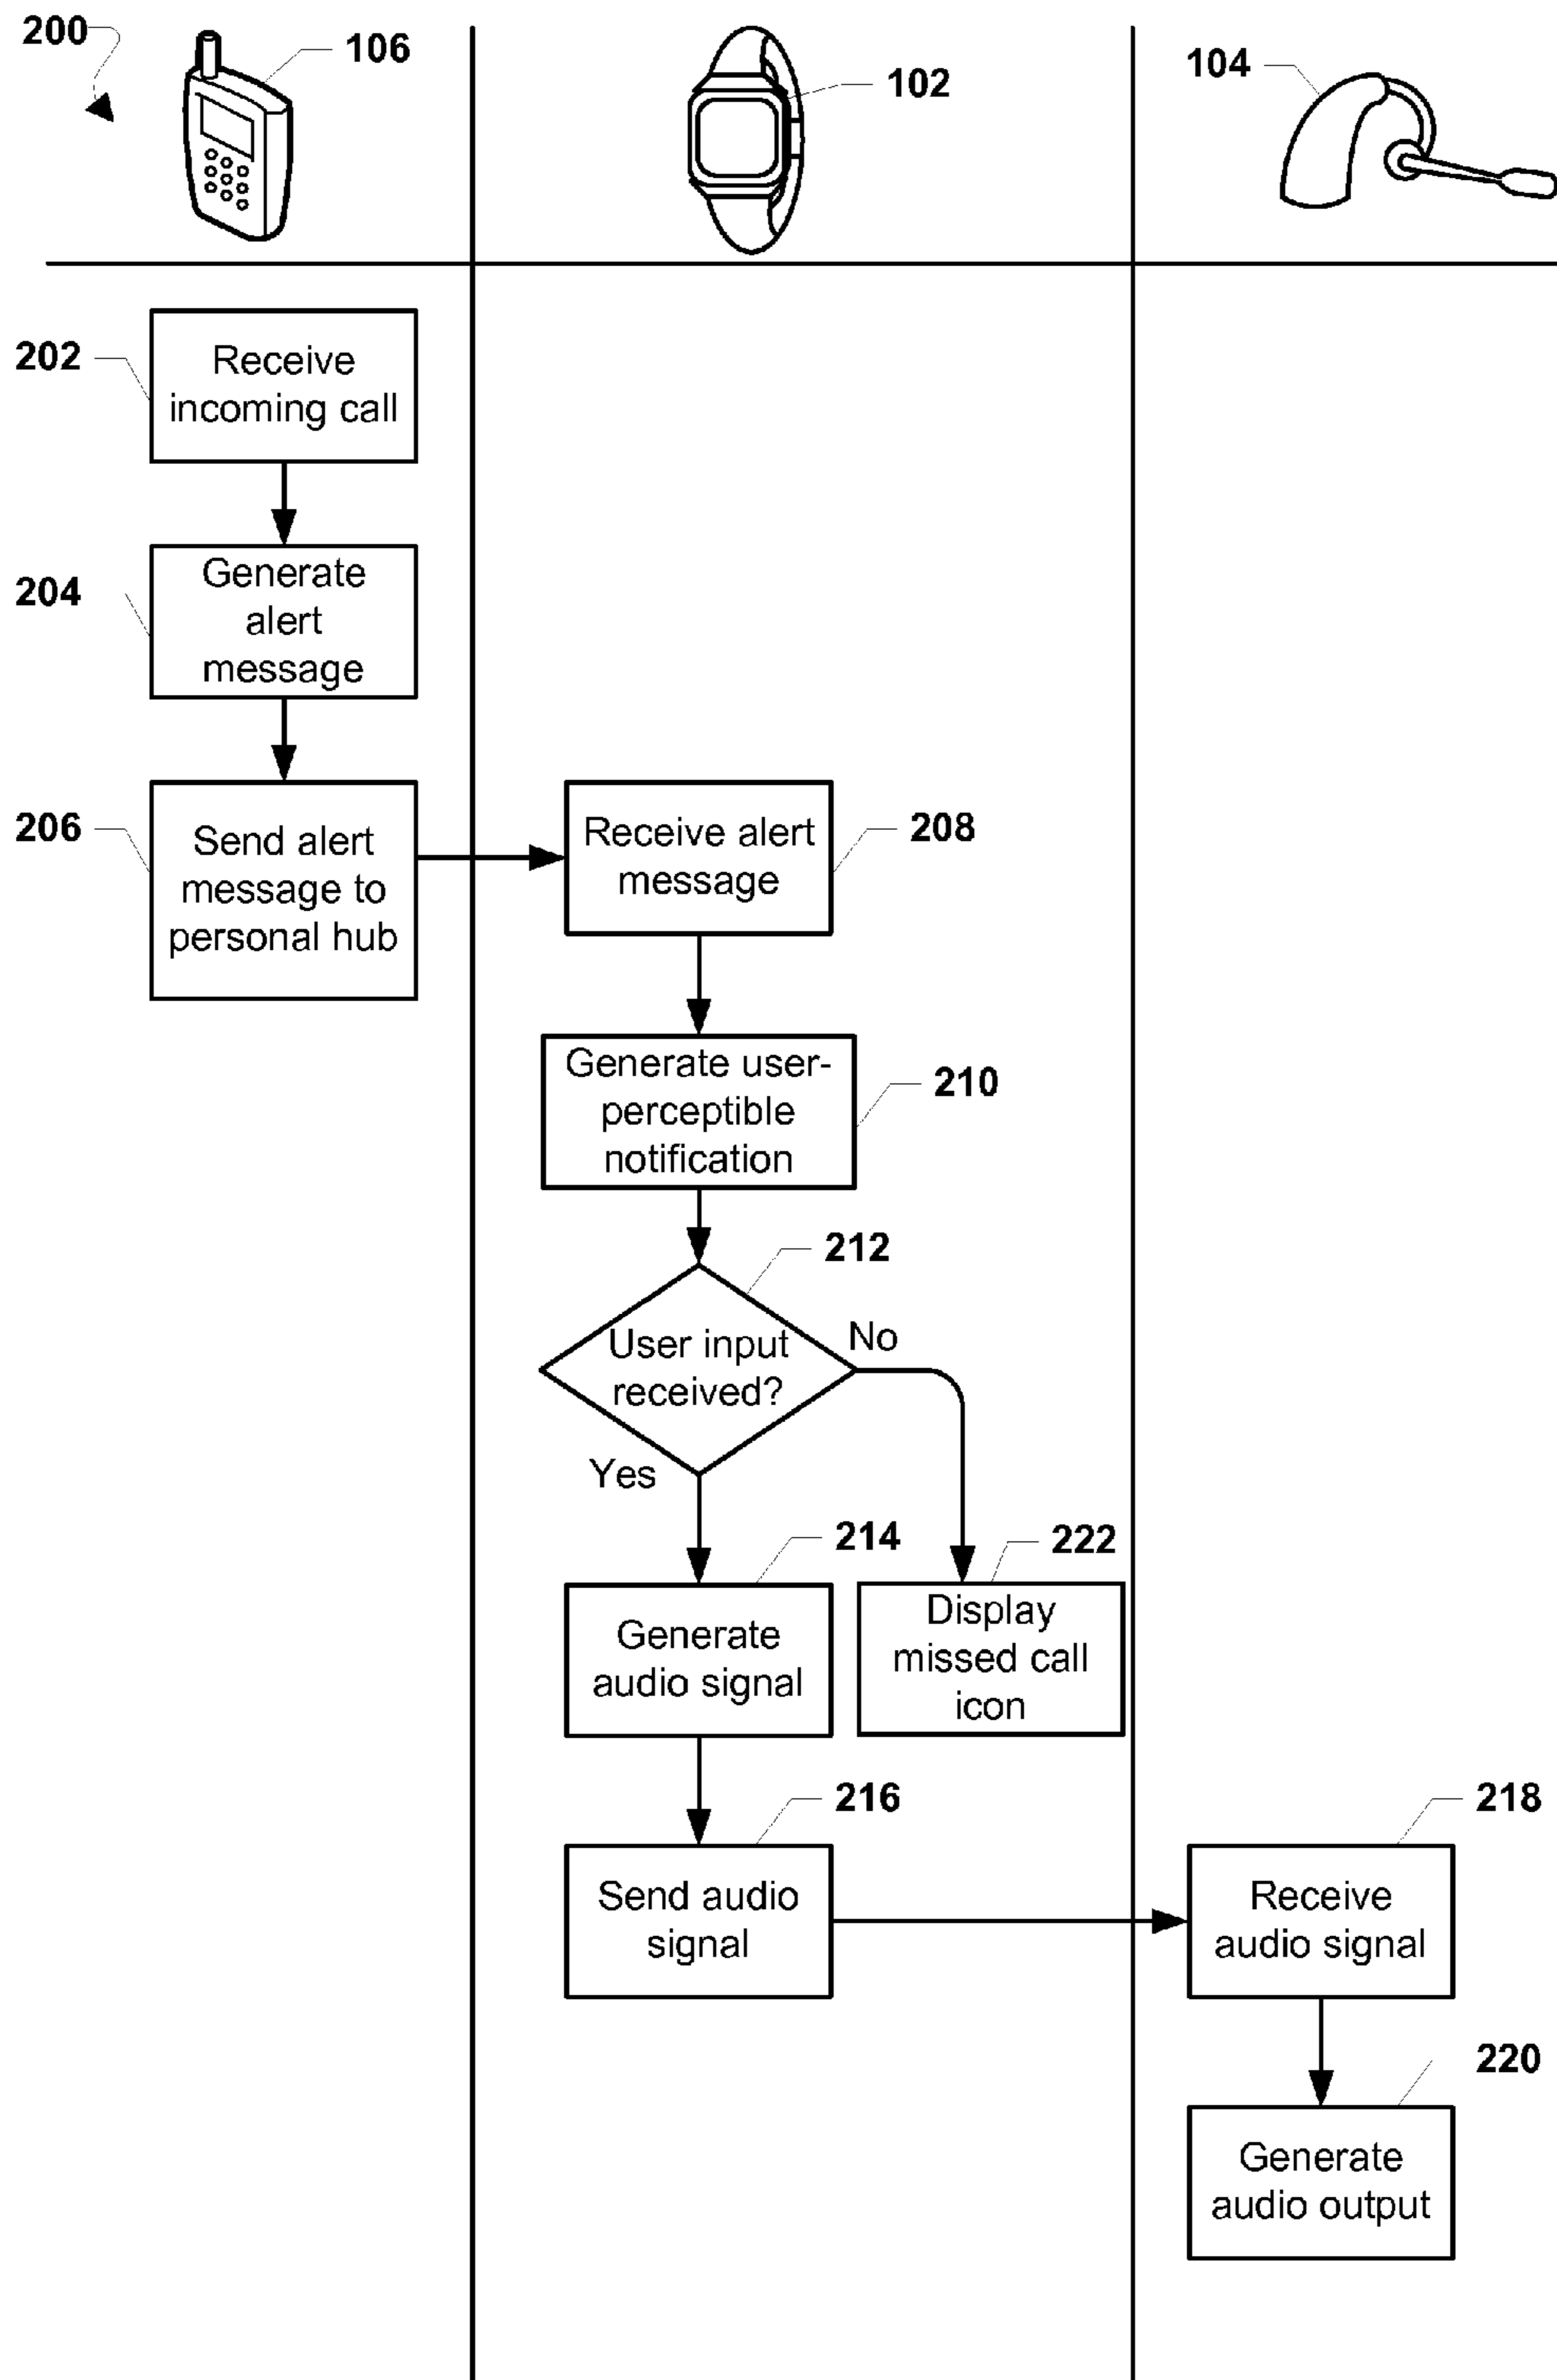 200
106
102
104
202
Receive
incoming call
204
Generate
alert
message
206
Send alert
message to
personal hub
Receive alert
message
208
Generate user-
perceptible
notification
210
212
User input
received?
No
Yes
214
222
Generate
audio signal
Display
missed call
icon
216
218
Send audio
signal
Receive
audio signal
220
Generate
audio output